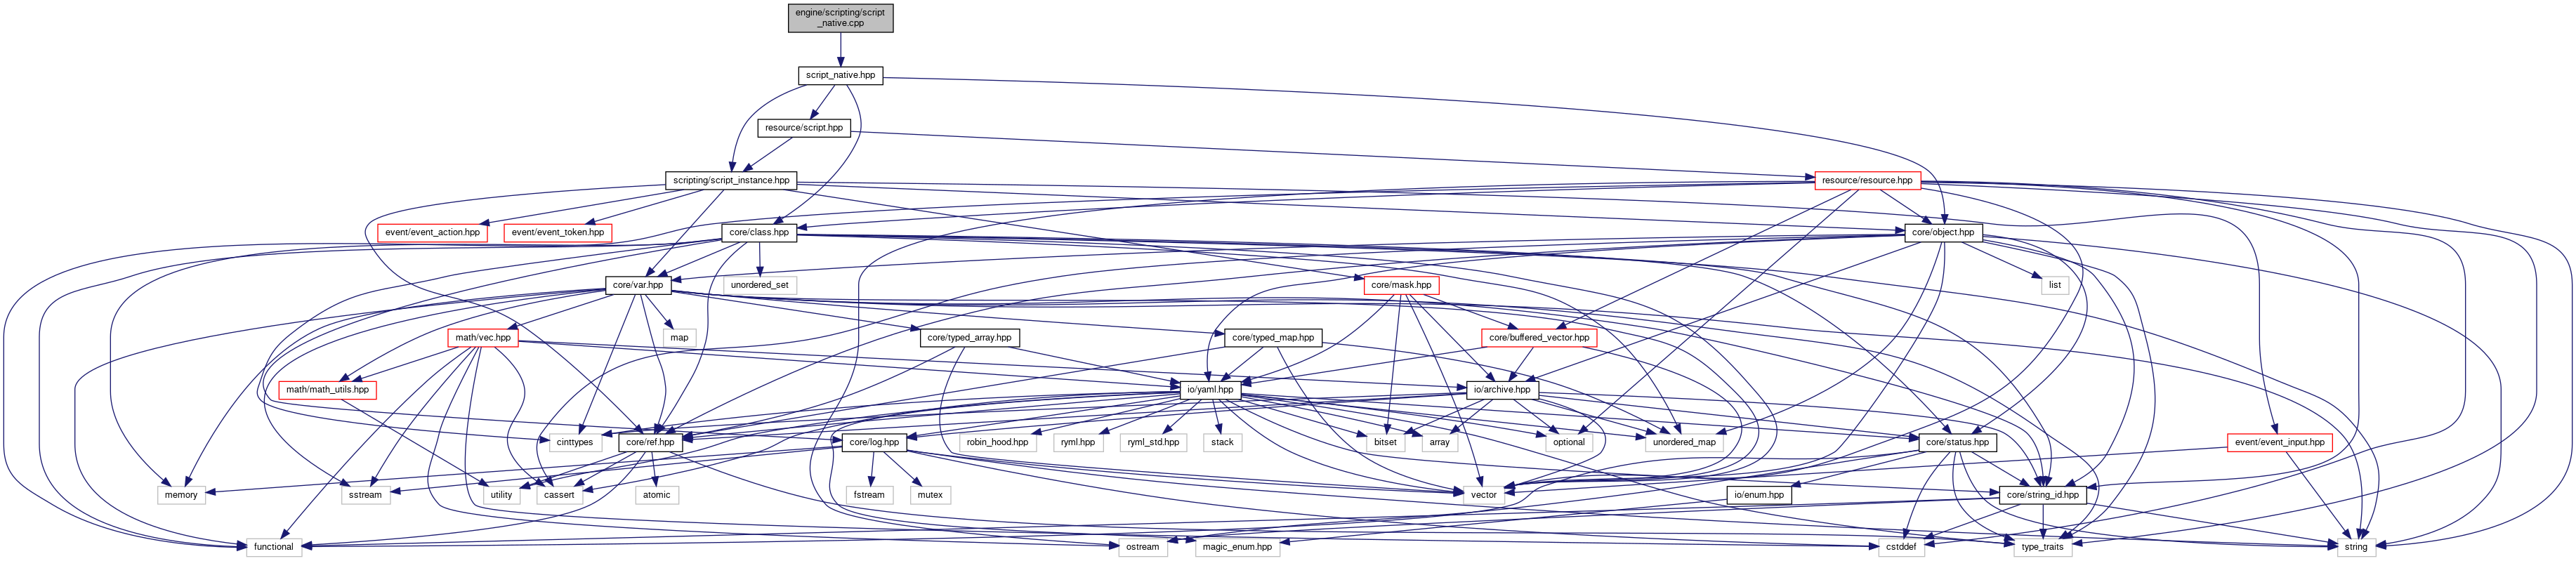 engine/scripting/script
_native.cpp
script_native.hpp
resource/script.hpp
scripting/script_instance.hpp
resource/resource.hpp
event/event_action.hpp
event/event_token.hpp
core/class.hpp
core/object.hpp
core/var.hpp
unordered_set
core/mask.hpp
list
math/vec.hpp
map
core/typed_array.hpp
core/typed_map.hpp
core/buffered_vector.hpp
math/math_utils.hpp
io/yaml.hpp
io/archive.hpp
cinttypes
core/ref.hpp
core/log.hpp
robin_hood.hpp
ryml.hpp
ryml_std.hpp
stack
bitset
array
optional
unordered_map
core/status.hpp
event/event_input.hpp
memory
sstream
utility
cassert
atomic
fstream
mutex
vector
io/enum.hpp
core/string_id.hpp
functional
ostream
magic_enum.hpp
cstddef
type_traits
string